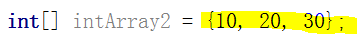 int[] intArray2 = {10, 20, 30};